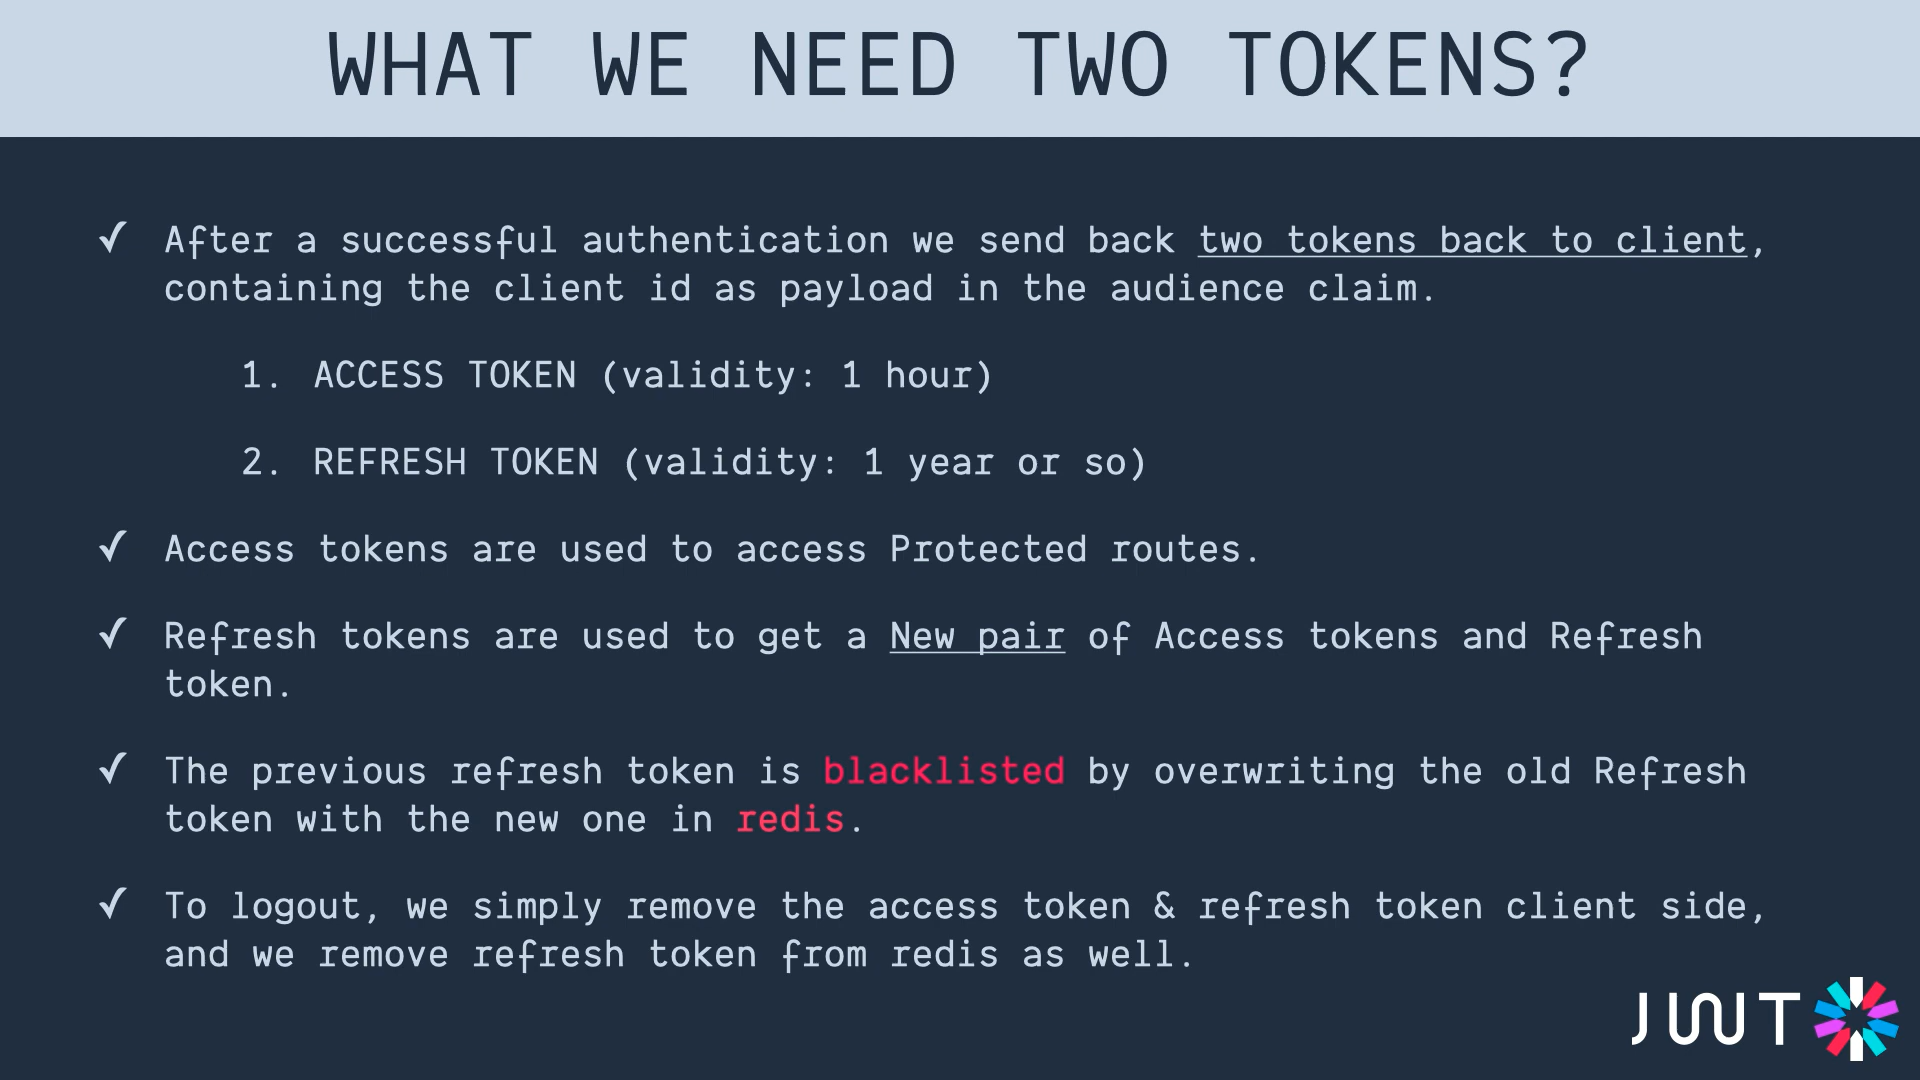 WHAT WE NEED TWO TOKENS?
✓ After a successful authentication we send back two tokens back to client,
containing the client id as payload in the audience claim.
1. ACCESS TOKEN (validity: 1 hour)
2. REFRESH TOKEN (validity: 1 year or so)
✓ Access tokens are used to access Protected routes.
✓ Refresh tokens are used to get a New pair of Access tokens and Refresh
token.
✓ The previous refresh token is blacklisted by overwriting the old Refresh
token with the new one in redis.
✓ To logout, we simply remove the access token & refresh token client side,
and we remove refresh token from redis as well.
JWT